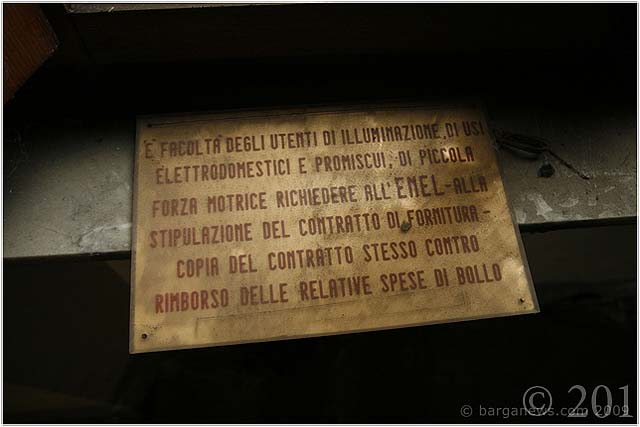 E FACOLTÀ DEGLI UTENTI DI ILLUMINAZIONE, DI USI
ELETTRODOMESTICI E PROMISCUI, DI PICCOLA
FORZA MOTRICE RICHIEDERE ALL'ENEL-ALLA
STIPULAZIONE DEL CONTRATTO DI FORNITURA-
COPIA DEL CONTRATTO STESSO CONTRO
RIMBORSO DELLE RELATIVE SPESE DI BOLLO
© 201
© barganews.com 2009